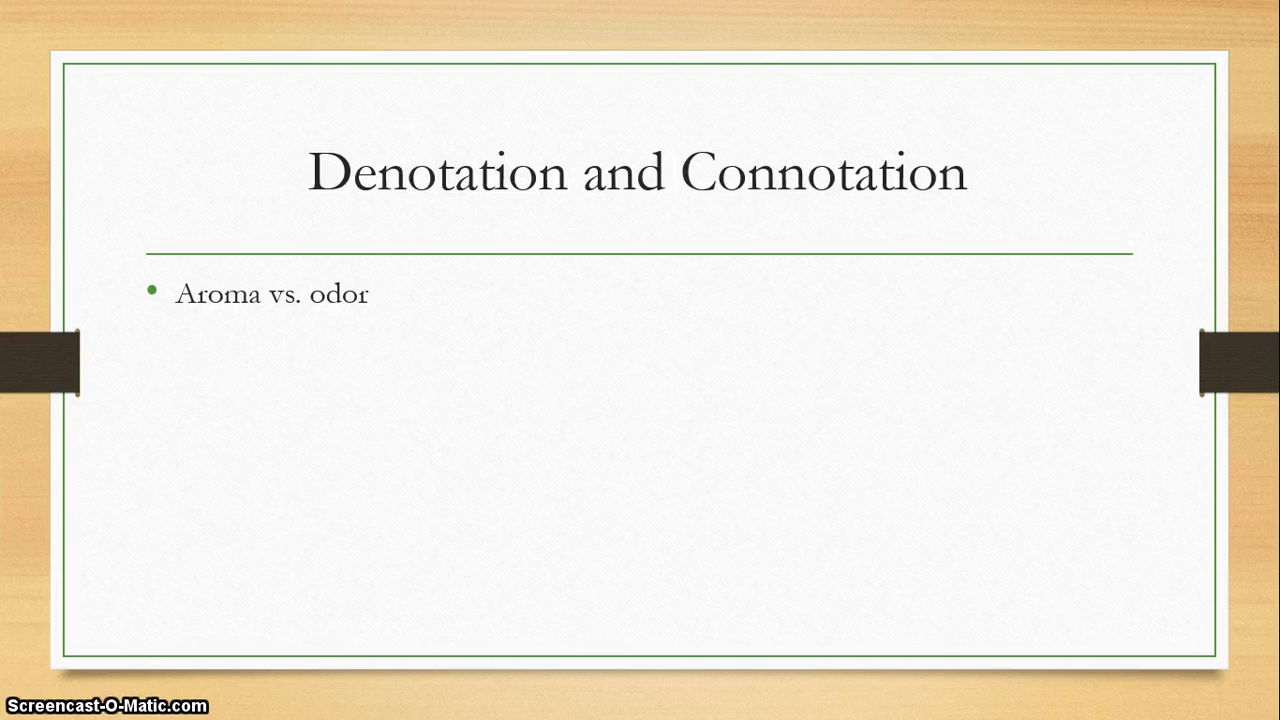 Denotation and Connotation
• Aroma vs. odor
Screencast-O-Matic.com